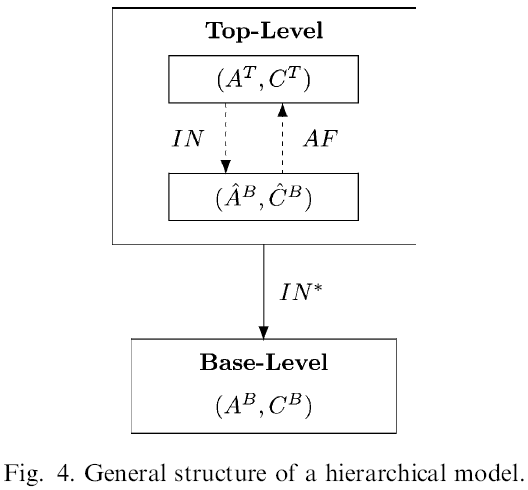 Top-Level
(A^T, C^T)
IN AF
(Â^B, Ĉ^B)
IN*
Base-Level
(A^B, C^B)
Fig. 4. General structure of a hierarchical model.